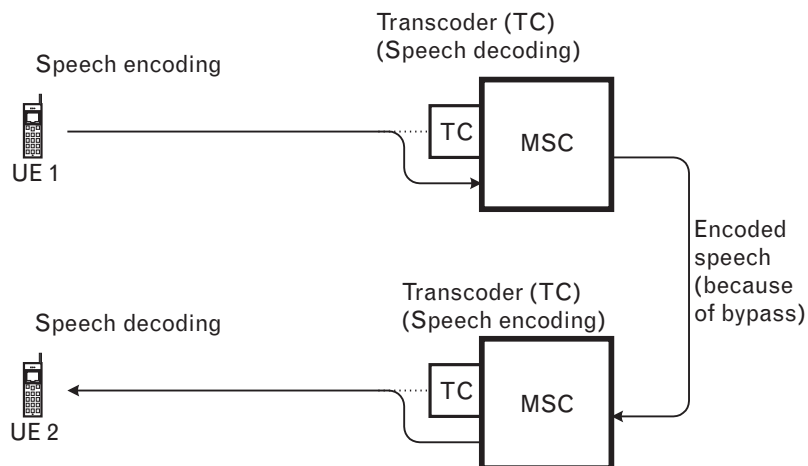 Transcoder (TC)
(Speech decoding)
Speech encoding
TC
MSC
UE 1
Encoded
speech
(because
of bypass)
Transcoder (TC)
(Speech encoding)
Speech decoding
TC
MSC
UE 2